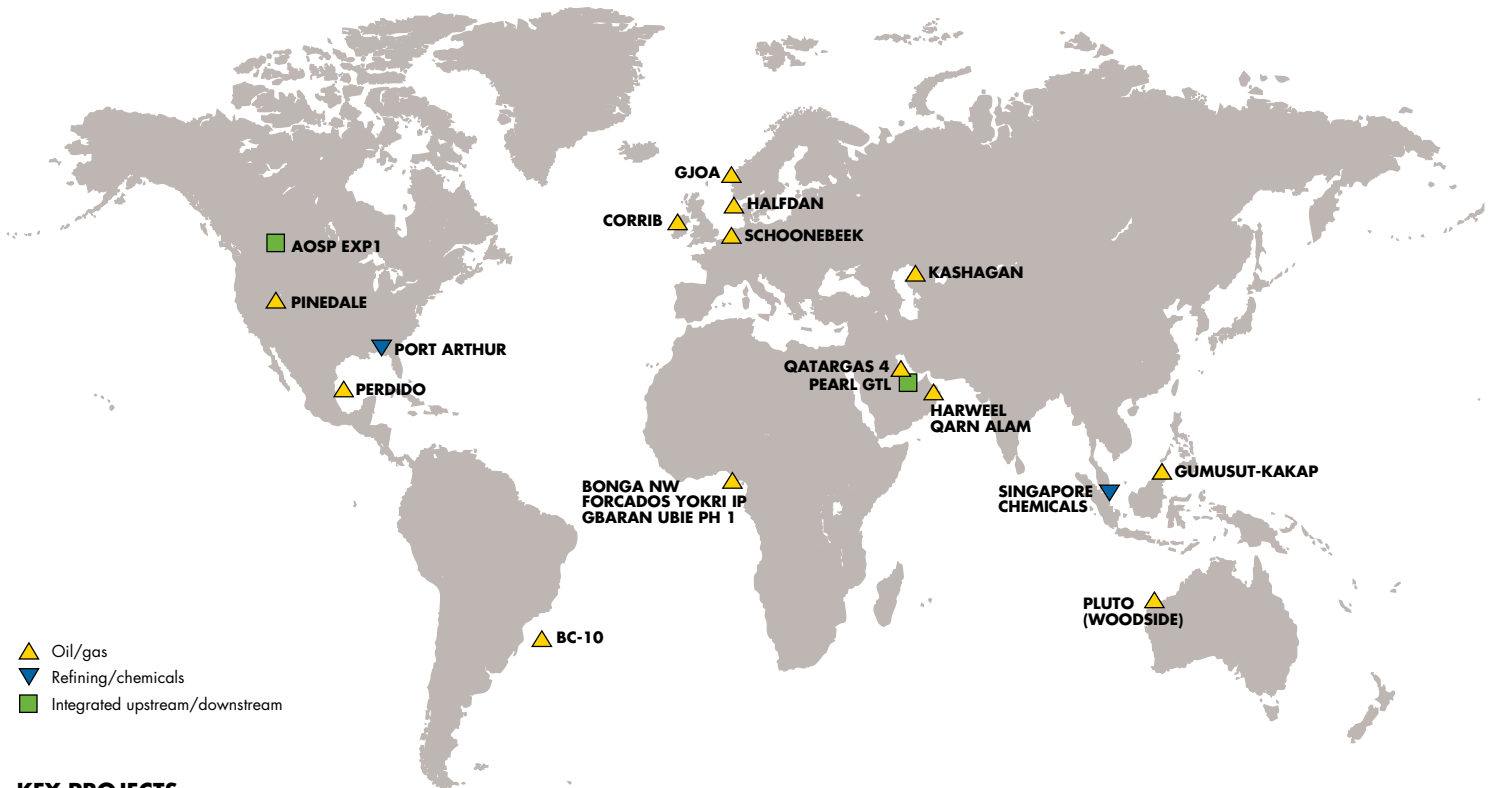 GJOA
HALFDAN
CORRIB
SCHOONEBEEK
AOSP EXP1
KASHAGAN
PINEDALE
PORT ARTHUR
QATARGAS 4
PEARL GTL
PERDIDO
HARWEEL
QARN ALAM
GUMUSUT-KAKAP
BONGA NW
FORCADOS YOKRI IP
GBARAN UBIE PH 1
SINGAPORE
CHEMICALS
PLUTO
(WOODSIDE)
BC-10
Oil/gas
Refining/chemicals
Integrated upstream/downstream
KEY PROJECTS